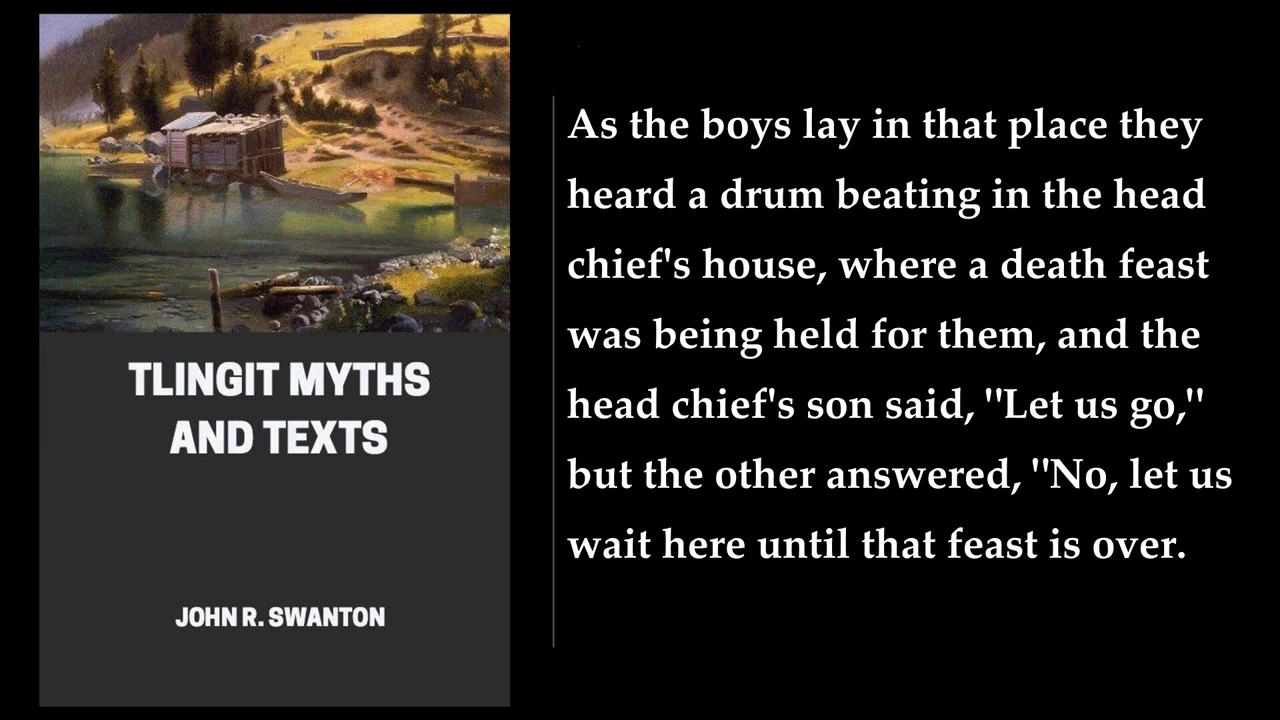 TLINGIT MYTHS
AND TEXTS
JOHN R. SWANTON
As the boys lay in that place they
heard a drum beating in the head
chief's house, where a death feast
was being held for them, and the
head chief's son said, "Let us go,"
but the other answered, "No, let us
wait here until that feast is over.